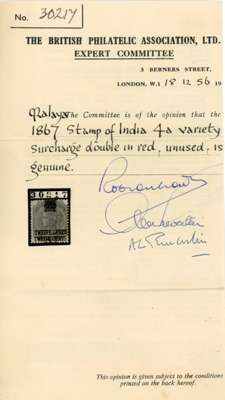 No. 30217
THE BRITISH PHILATELIC ASSOCIATION, LTD.
EXPERT COMMITTEE
3 BERNERS STREET,
LONDON, W.1 18 12 56 19
Malaya The Committee is of the opinion that the
1867 Stamp of India 4a variety
Surcharge double in red, unused, is
genuine.
30217
This opinion is given subject to the conditions
printed on the back hereof.